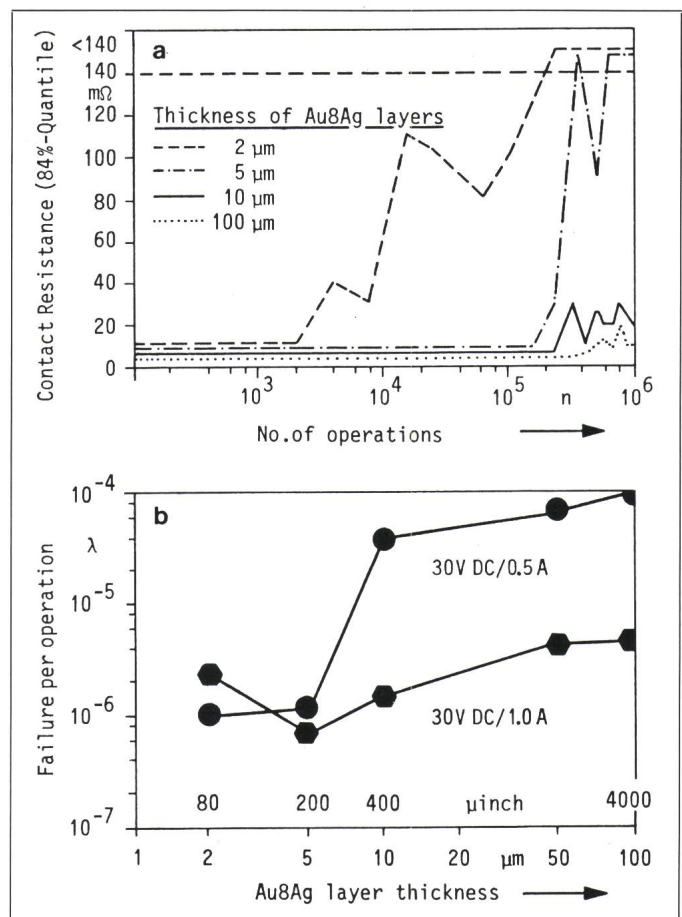 a
Contact Resistance (84%-Quantile)
<140
140
mΩ
120
100
80
60
40
20
0
Thickness of Au8Ag layers
2 µm
5 µm
10 µm
100 µm
10³
10⁴
10⁵
n
10⁶
No.of operations
b
Failure per operation
10⁻⁴
λ
10⁻⁵
10⁻⁶
10⁻⁷
30V DC/0.5A
30V DC/1.0A
80
200
400
µinch
4000
1
2
5
10
20
µm
50
100
Au8Ag layer thickness